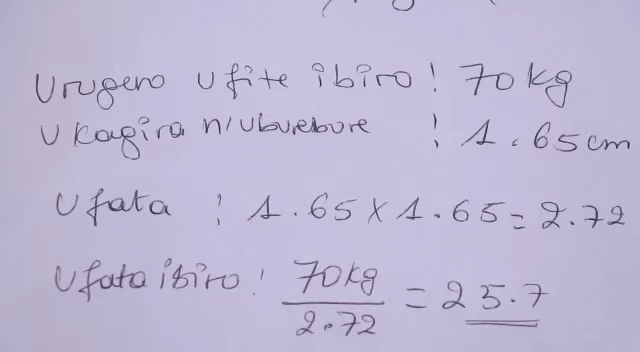 Urugero Ufite ibiro! 70kg
Ukagira n'uburebure ! 1.65cm
Ufata ! 1.65 x 1.65 = 2.72
Ufata ibiro! 70kg
2.72 = 25.7